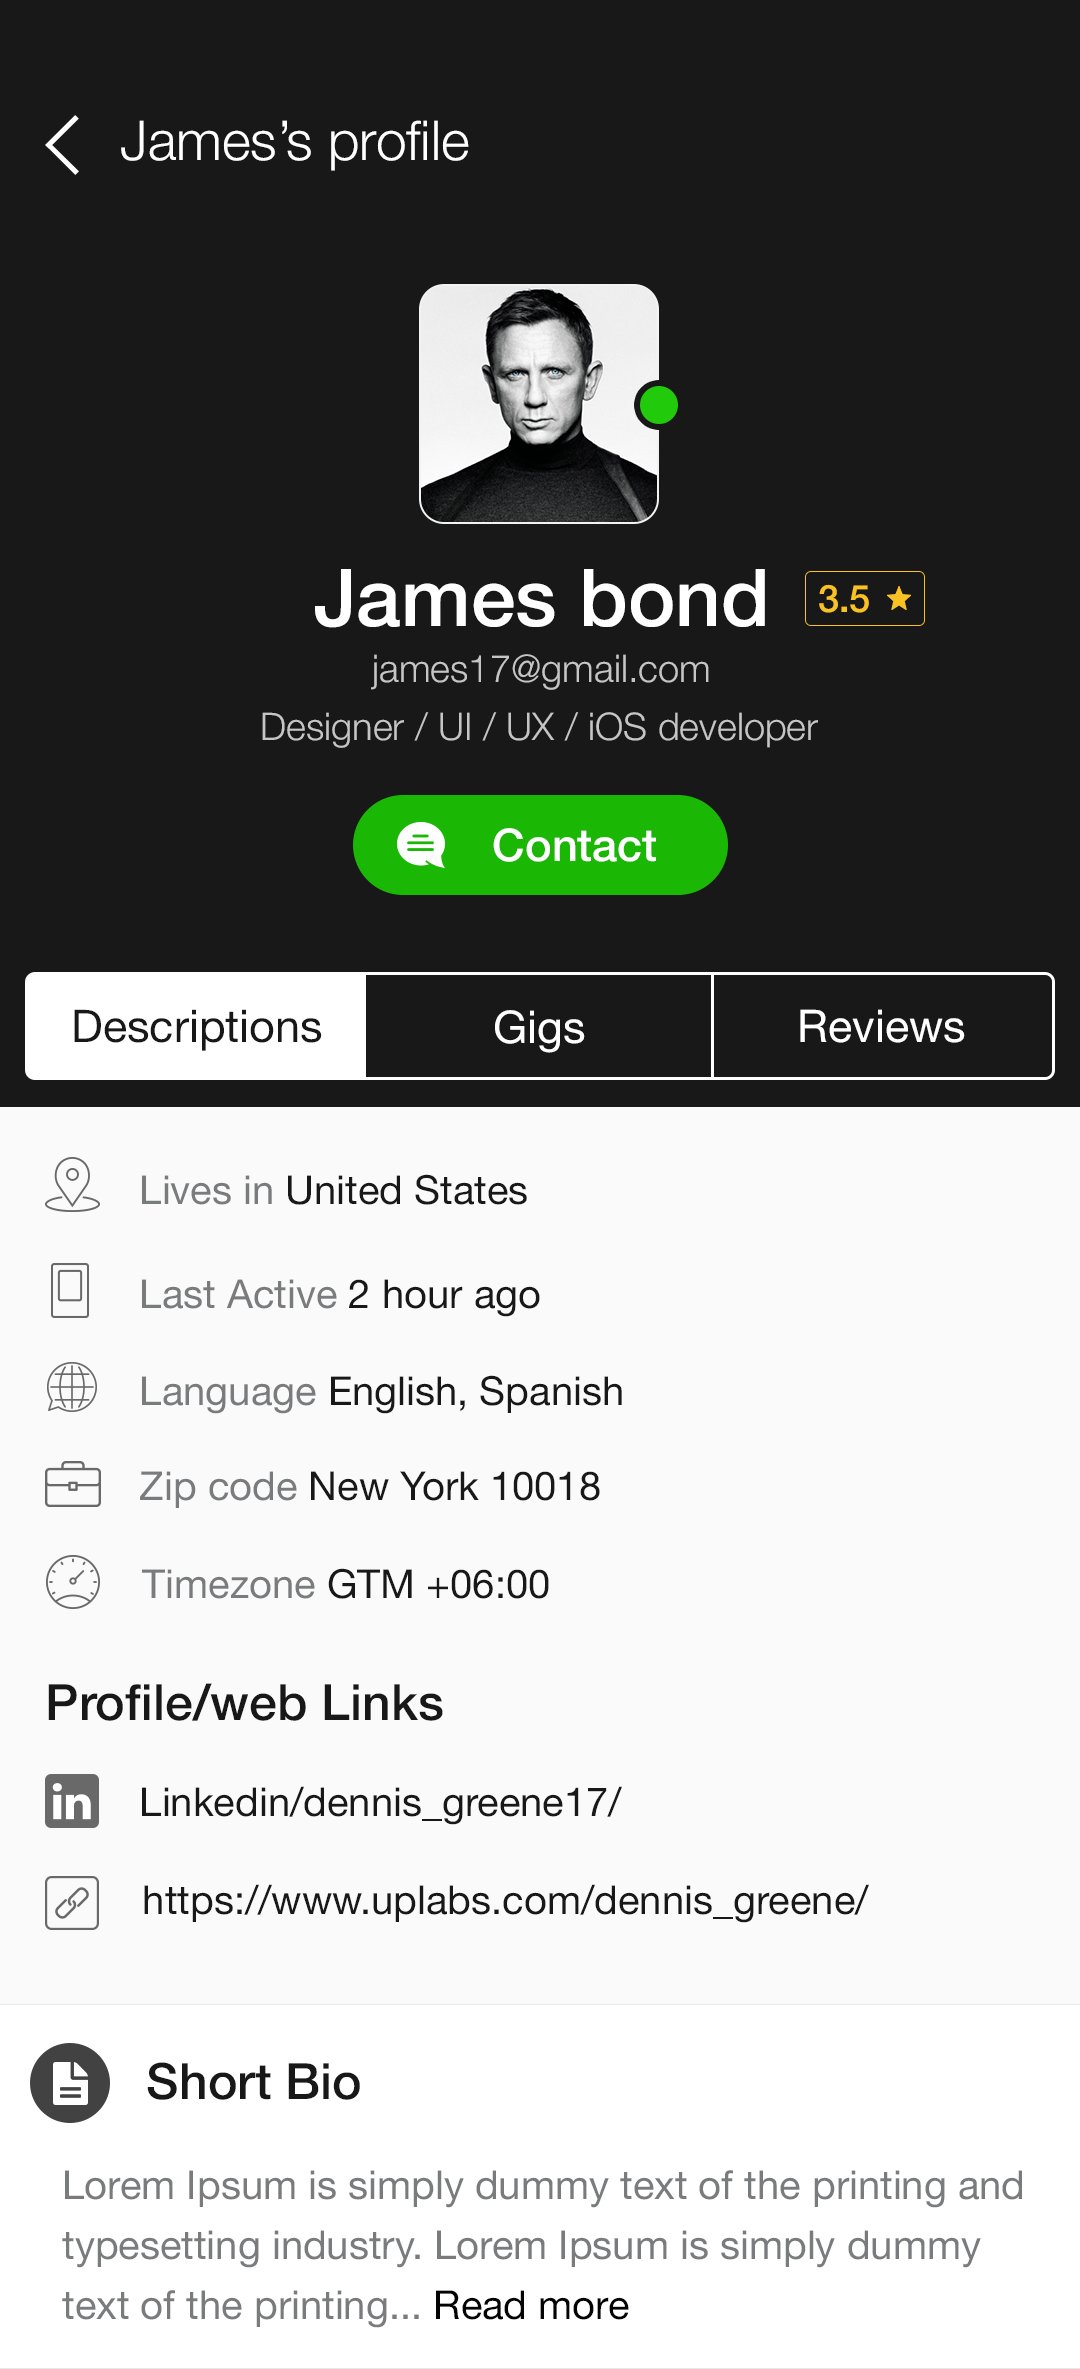 James’s profile
James bond
3.5
james17@gmail.com
Designer / UI / UX / iOS developer
Contact
Descriptions
Gigs
Reviews
Lives in United States
Last Active 2 hour ago
Language English, Spanish
Zip code New York 10018
Timezone GTM +06:00
Profile/web Links
in
Linkedin/dennis_greene17/
https://www.uplabs.com/dennis_greene/
Short Bio
Lorem Ipsum is simply dummy text of the printing and
typesetting industry. Lorem Ipsum is simply dummy
text of the printing... Read more